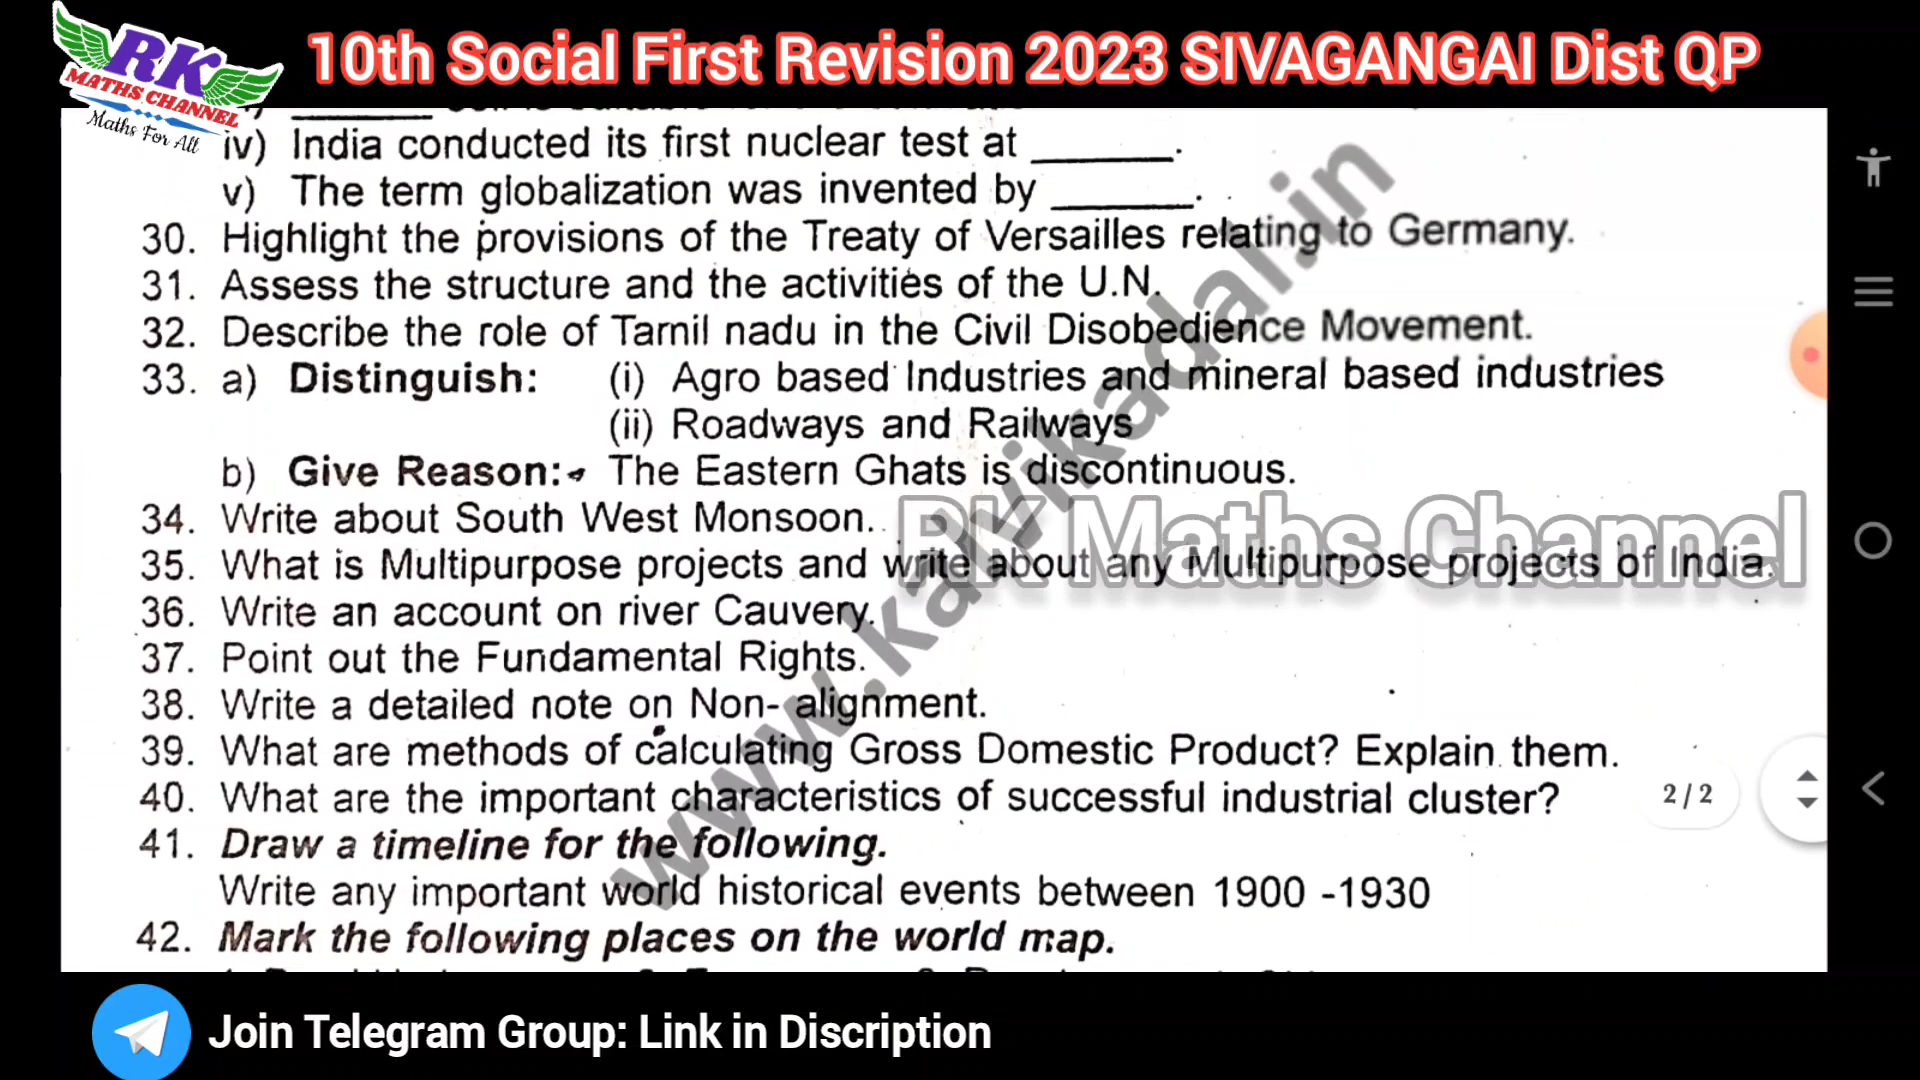 10th Social First Revision 2023 SIVAGANGAI Dist QP
RK
MATHS CHANNEL
Maths For All
iv) India conducted its first nuclear test at ________.
v) The term globalization was invented by ________.
30. Highlight the provisions of the Treaty of Versailles relating to Germany.
31. Assess the structure and the activities of the U.N.
32. Describe the role of Tamil nadu in the Civil Disobedience Movement.
33. a) Distinguish: (i) Agro based Industries and mineral based industries
(ii) Roadways and Railways
b) Give Reason:- The Eastern Ghats is discontinuous.
34. Write about South West Monsoon.
RK Maths Channel
35. What is Multipurpose projects and write about any Multipurpose projects of India.
36. Write an account on river Cauvery.
37. Point out the Fundamental Rights.
38. Write a detailed note on Non- alignment.
39. What are methods of calculating Gross Domestic Product? Explain them.
40. What are the important characteristics of successful industrial cluster?
2 / 2
41. Draw a timeline for the following.
Write any important world historical events between 1900 -1930
42. Mark the following places on the world map.
www.kalvikadal.in
Join Telegram Group: Link in Discription